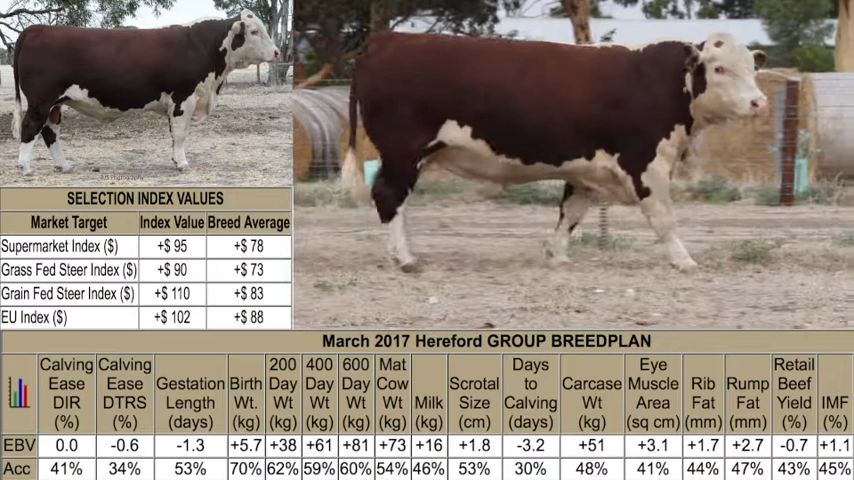 SELECTION INDEX VALUES
Market Target Index Value Breed Average
Supermarket Index ($) +$ 95 +$ 78
Grass Fed Steer Index ($) +$ 90 +$ 73
Grain Fed Steer Index ($) +$ 110 +$ 83
EU Index ($) +$ 102 +$ 88
March 2017 Hereford GROUP BREEDPLAN
Calving Ease DIR (%) Calving Ease DTRS (%) Gestation Length (days) Birth Wt. (kg) 200 Day Wt (kg) 400 Day Wt (kg) 600 Day Wt (kg) Mat Cow Wt (kg) Milk (kg) Scrotal Size (cm) Days to Calving (days) Carcase Wt (kg) Eye Muscle Area (sq cm) Rib Fat (mm) Rump Fat (mm) Retail Beef Yield (%) IMF (%)
EBV 0.0 -0.6 -1.3 +5.7 +38 +61 +81 +73 +16 +1.8 -3.2 +51 +3.1 +1.7 +2.7 -0.7 +1.1
Acc 41% 34% 53% 70% 62% 59% 60% 54% 46% 53% 30% 48% 41% 44% 47% 43% 45%